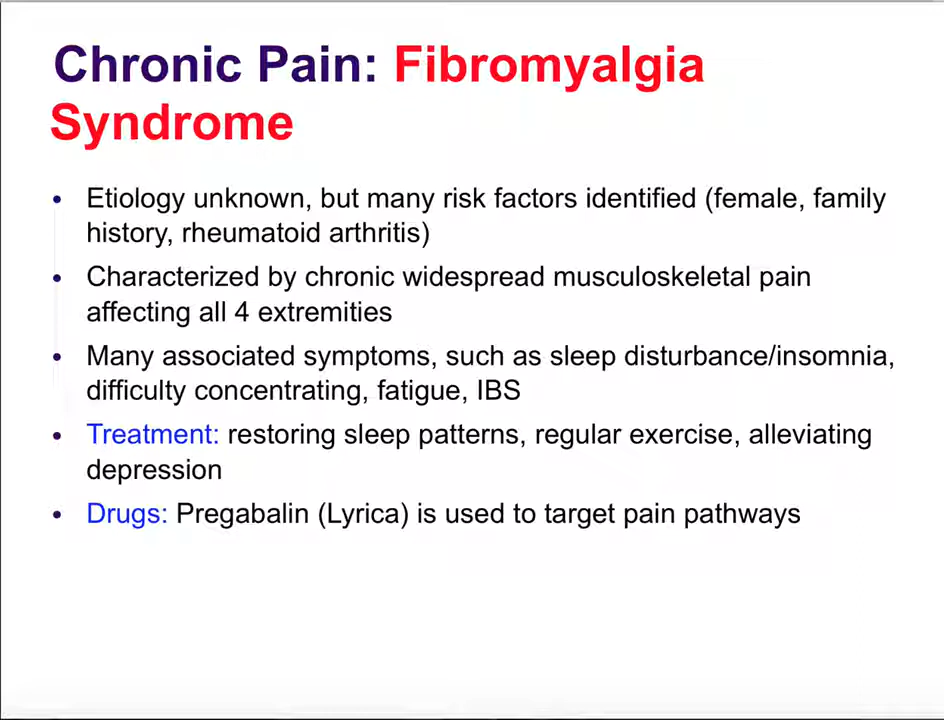 Chronic Pain: Fibromyalgia
Syndrome
• Etiology unknown, but many risk factors identified (female, family
history, rheumatoid arthritis)
• Characterized by chronic widespread musculoskeletal pain
affecting all 4 extremities
• Many associated symptoms, such as sleep disturbance/insomnia,
difficulty concentrating, fatigue, IBS
• Treatment: restoring sleep patterns, regular exercise, alleviating
depression
• Drugs: Pregabalin (Lyrica) is used to target pain pathways